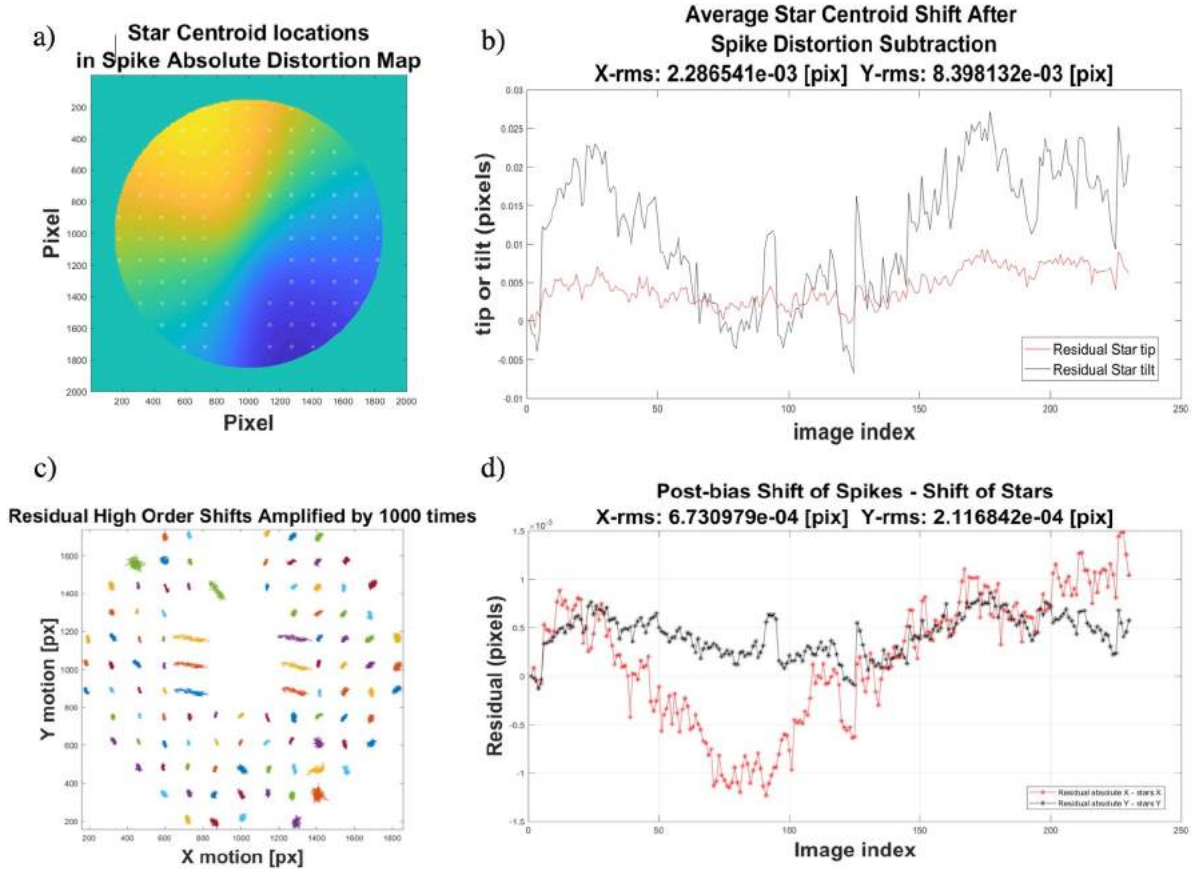 a)
Star Centroid locations
in Spike Absolute Distortion Map
200
400
600
800
1000
1200
1400
1600
1800
2000
200 400 600 800 1000 1200 1400 1600 1800 2000
Pixel
Pixel
b)
Average Star Centroid Shift After
Spike Distortion Subtraction
X-rms: 2.286541e-03 [pix] Y-rms: 8.398132e-03 [pix]
0.03
0.025
0.02
0.015
0.01
0.005
0
-0.005
-0.01
0 50 100 150 200 250
tip or tilt (pixels)
image index
Residual Star tip
Residual Star tilt
c)
Residual High Order Shifts Amplified by 1000 times
1600
1400
1200
1000
800
600
400
200
200 400 600 800 1000 1200 1400 1600 1800
Y motion [px]
X motion [px]
d)
Post-bias Shift of Spikes - Shift of Stars
X-rms: 6.730979e-04 [pix] Y-rms: 2.116842e-04 [pix]
1.5
1
0.5
0
-0.5
-1
-1.5
0 50 100 150 200 250
Residual (pixels)
Image index
Residual absolute X - stars X
Residual absolute Y - stars Y